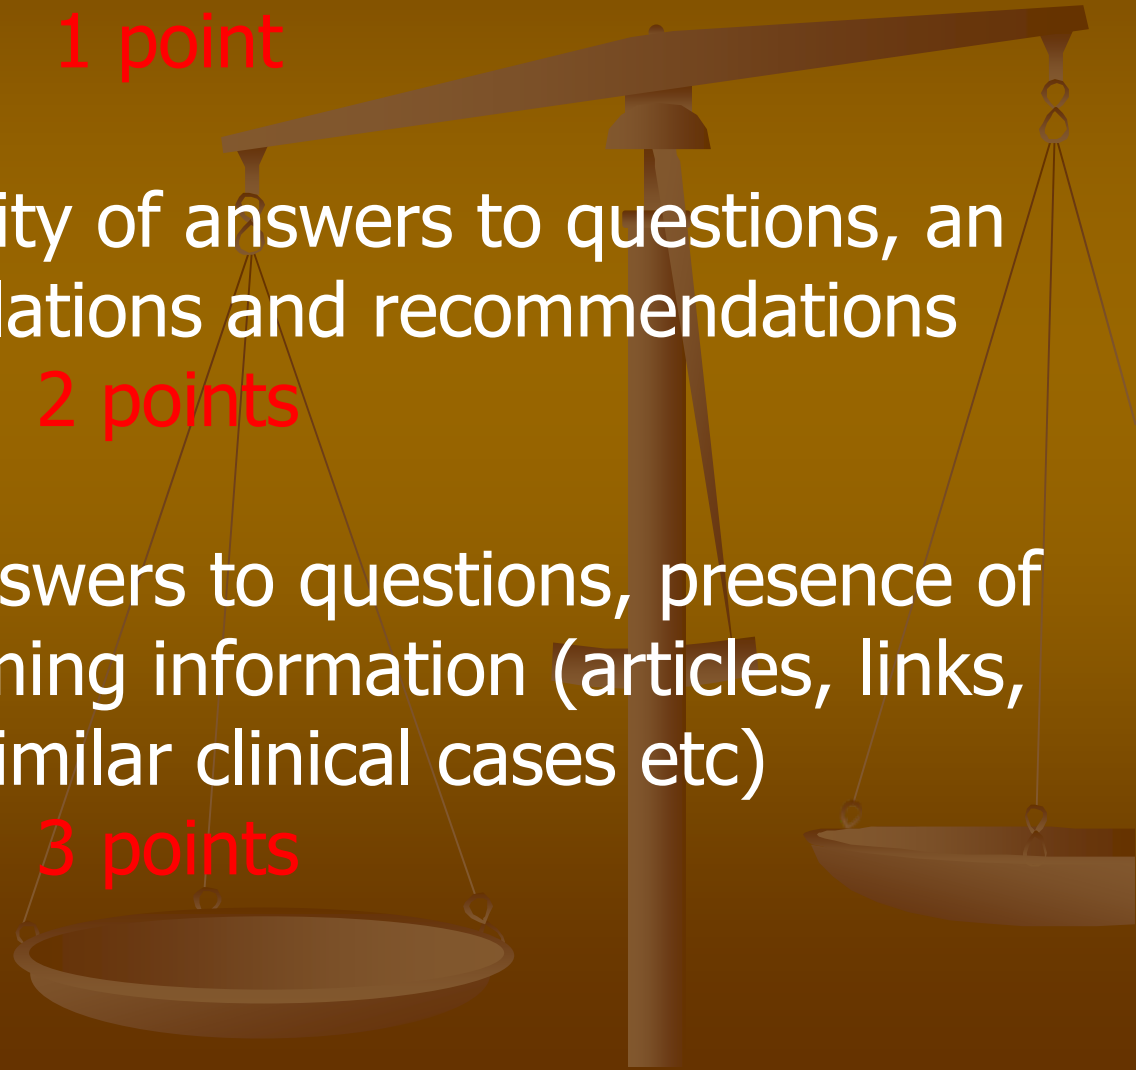 1 point
ity of answers to questions, an
lations and recommendations
2 points
swers to questions, presence of
ning information (articles, links,
imilar clinical cases etc)
3 points